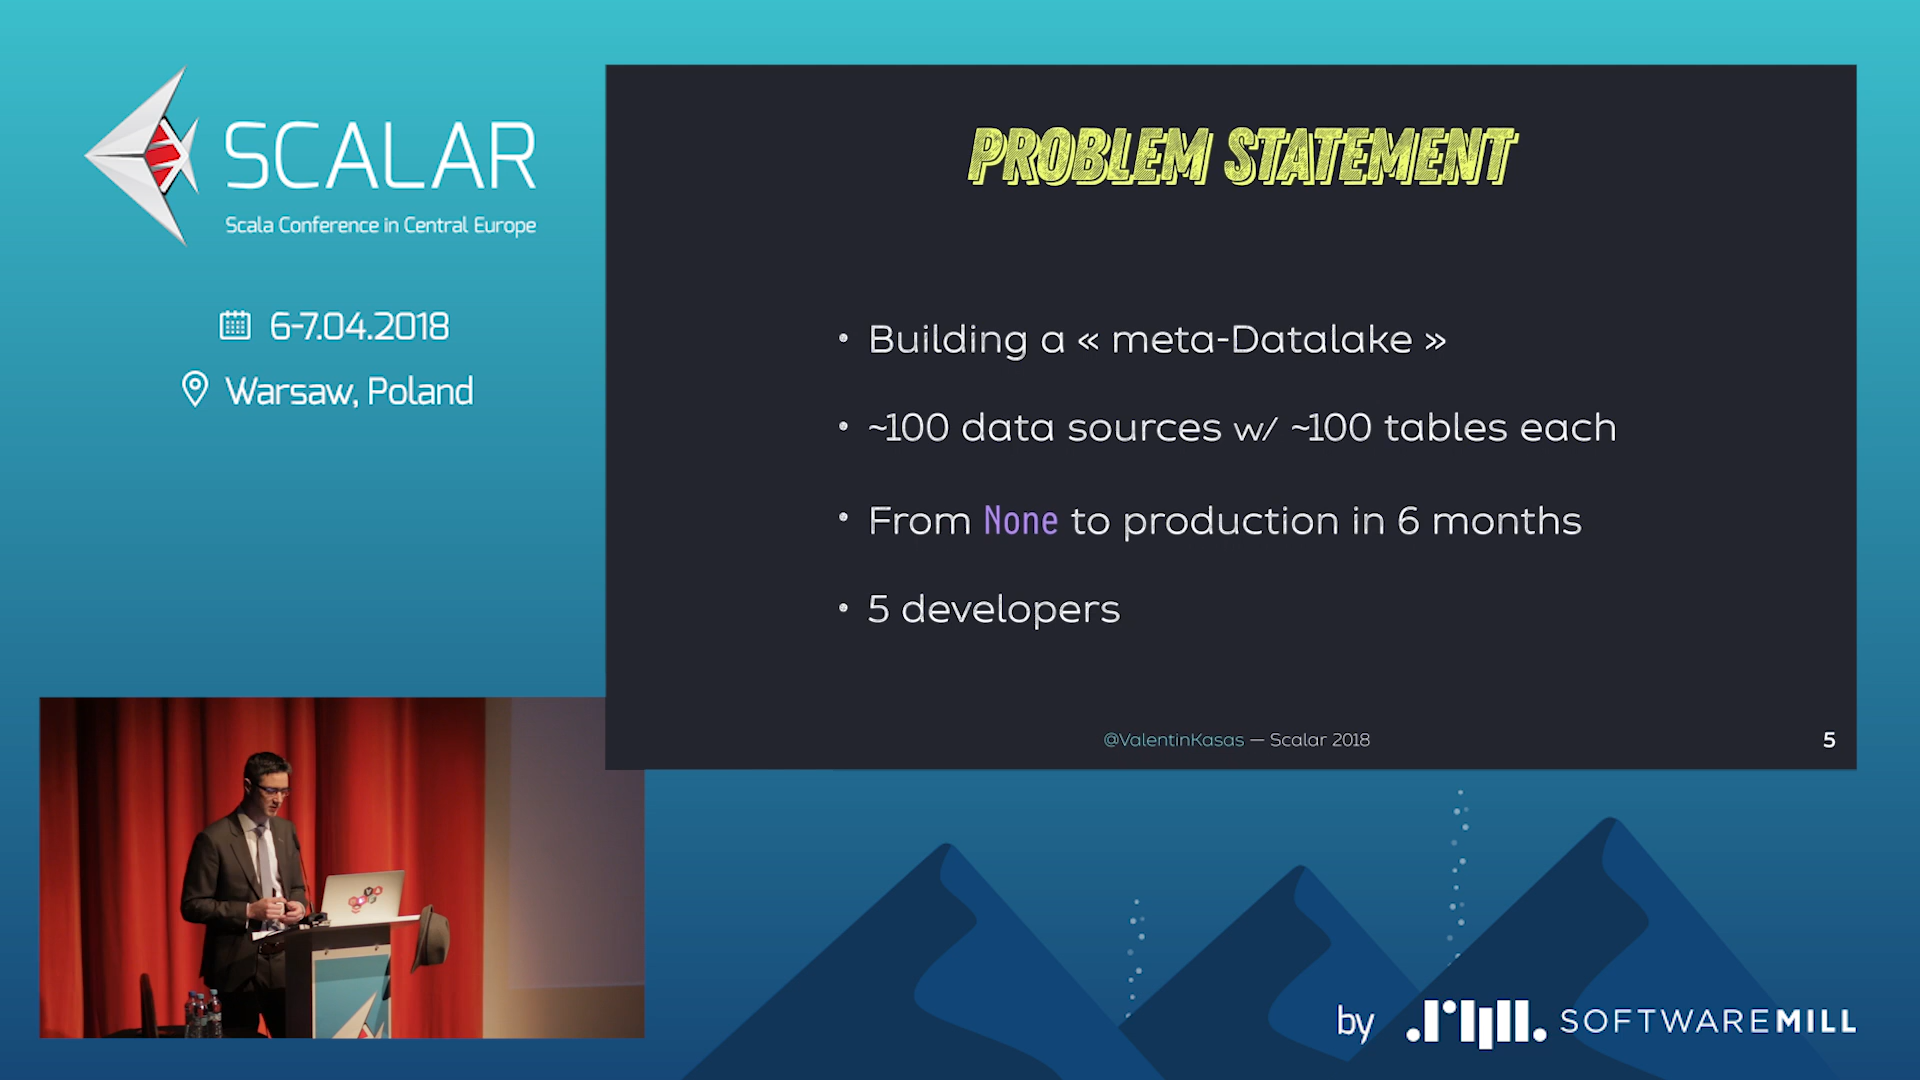 SCALAR
Scala Conference in Central Europe
6-7.04.2018
Warsaw, Poland
PROBLEM STATEMENT
• Building a « meta-Datalake »
• ~100 data sources w/ ~100 tables each
• From None to production in 6 months
• 5 developers
@ValentinKasas — Scalar 2018
5
by SOFTWAREMILL